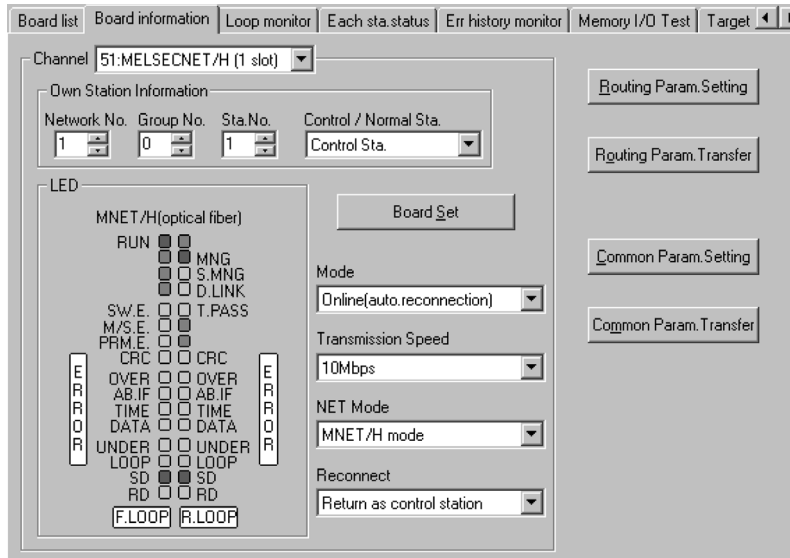 Board list Board information Loop monitor Each sta.status Err history monitor Memory I/O Test Target
Channel 51:MELSECNET/H (1 slot)
Own Station Information
Network No. Group No. Sta.No. Control / Normal Sta.
1 0 1 Control Sta.
LED
MNET/H(optical fiber)
RUN
MNG
S.MNG
D.LINK
SW.E. T.PASS
M/S.E.
PRM.E.
CRC CRC
OVER OVER
AB.IF AB.IF
TIME TIME
DATA DATA
UNDER UNDER
LOOP LOOP
SD SD
RD RD
ERROR ERROR
F.LOOP R.LOOP
Board Set
Mode
Online(auto.reconnection)
Transmission Speed
10Mbps
NET Mode
MNET/H mode
Reconnect
Return as control station
Routing Param.Setting
Routing Param.Transfer
Common Param.Setting
Common Param.Transfer